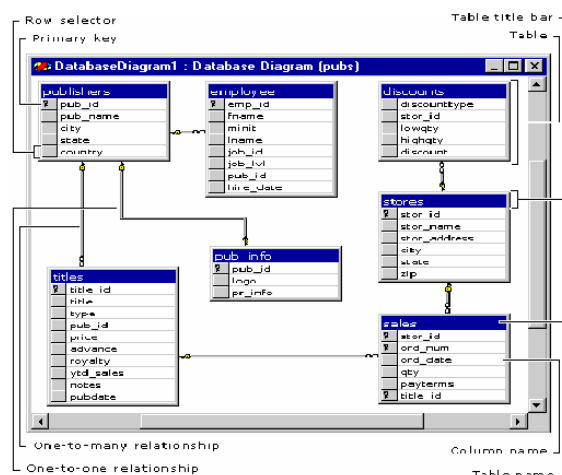 Row selector
Table title bar
Primary key
Table
DatabaseDiagram1 : Database Diagram (pubs)
publishers
pub_id
pub_name
city
state
country
employee
emp_id
fname
minit
lname
job_id
job_lvl
pub_id
hire_date
discounts
discounttype
stor_id
lowqty
highqty
discount
stores
stor_id
stor_name
stor_address
city
state
zip
pub_info
pub_id
logo
pr_info
titles
title_id
title
type
pub_id
price
advance
royalty
ytd_sales
notes
pubdate
sales
stor_id
ord_num
ord_date
qty
payterms
title_id
One-to-many relationship
Column name
One-to-one relationship
Table name